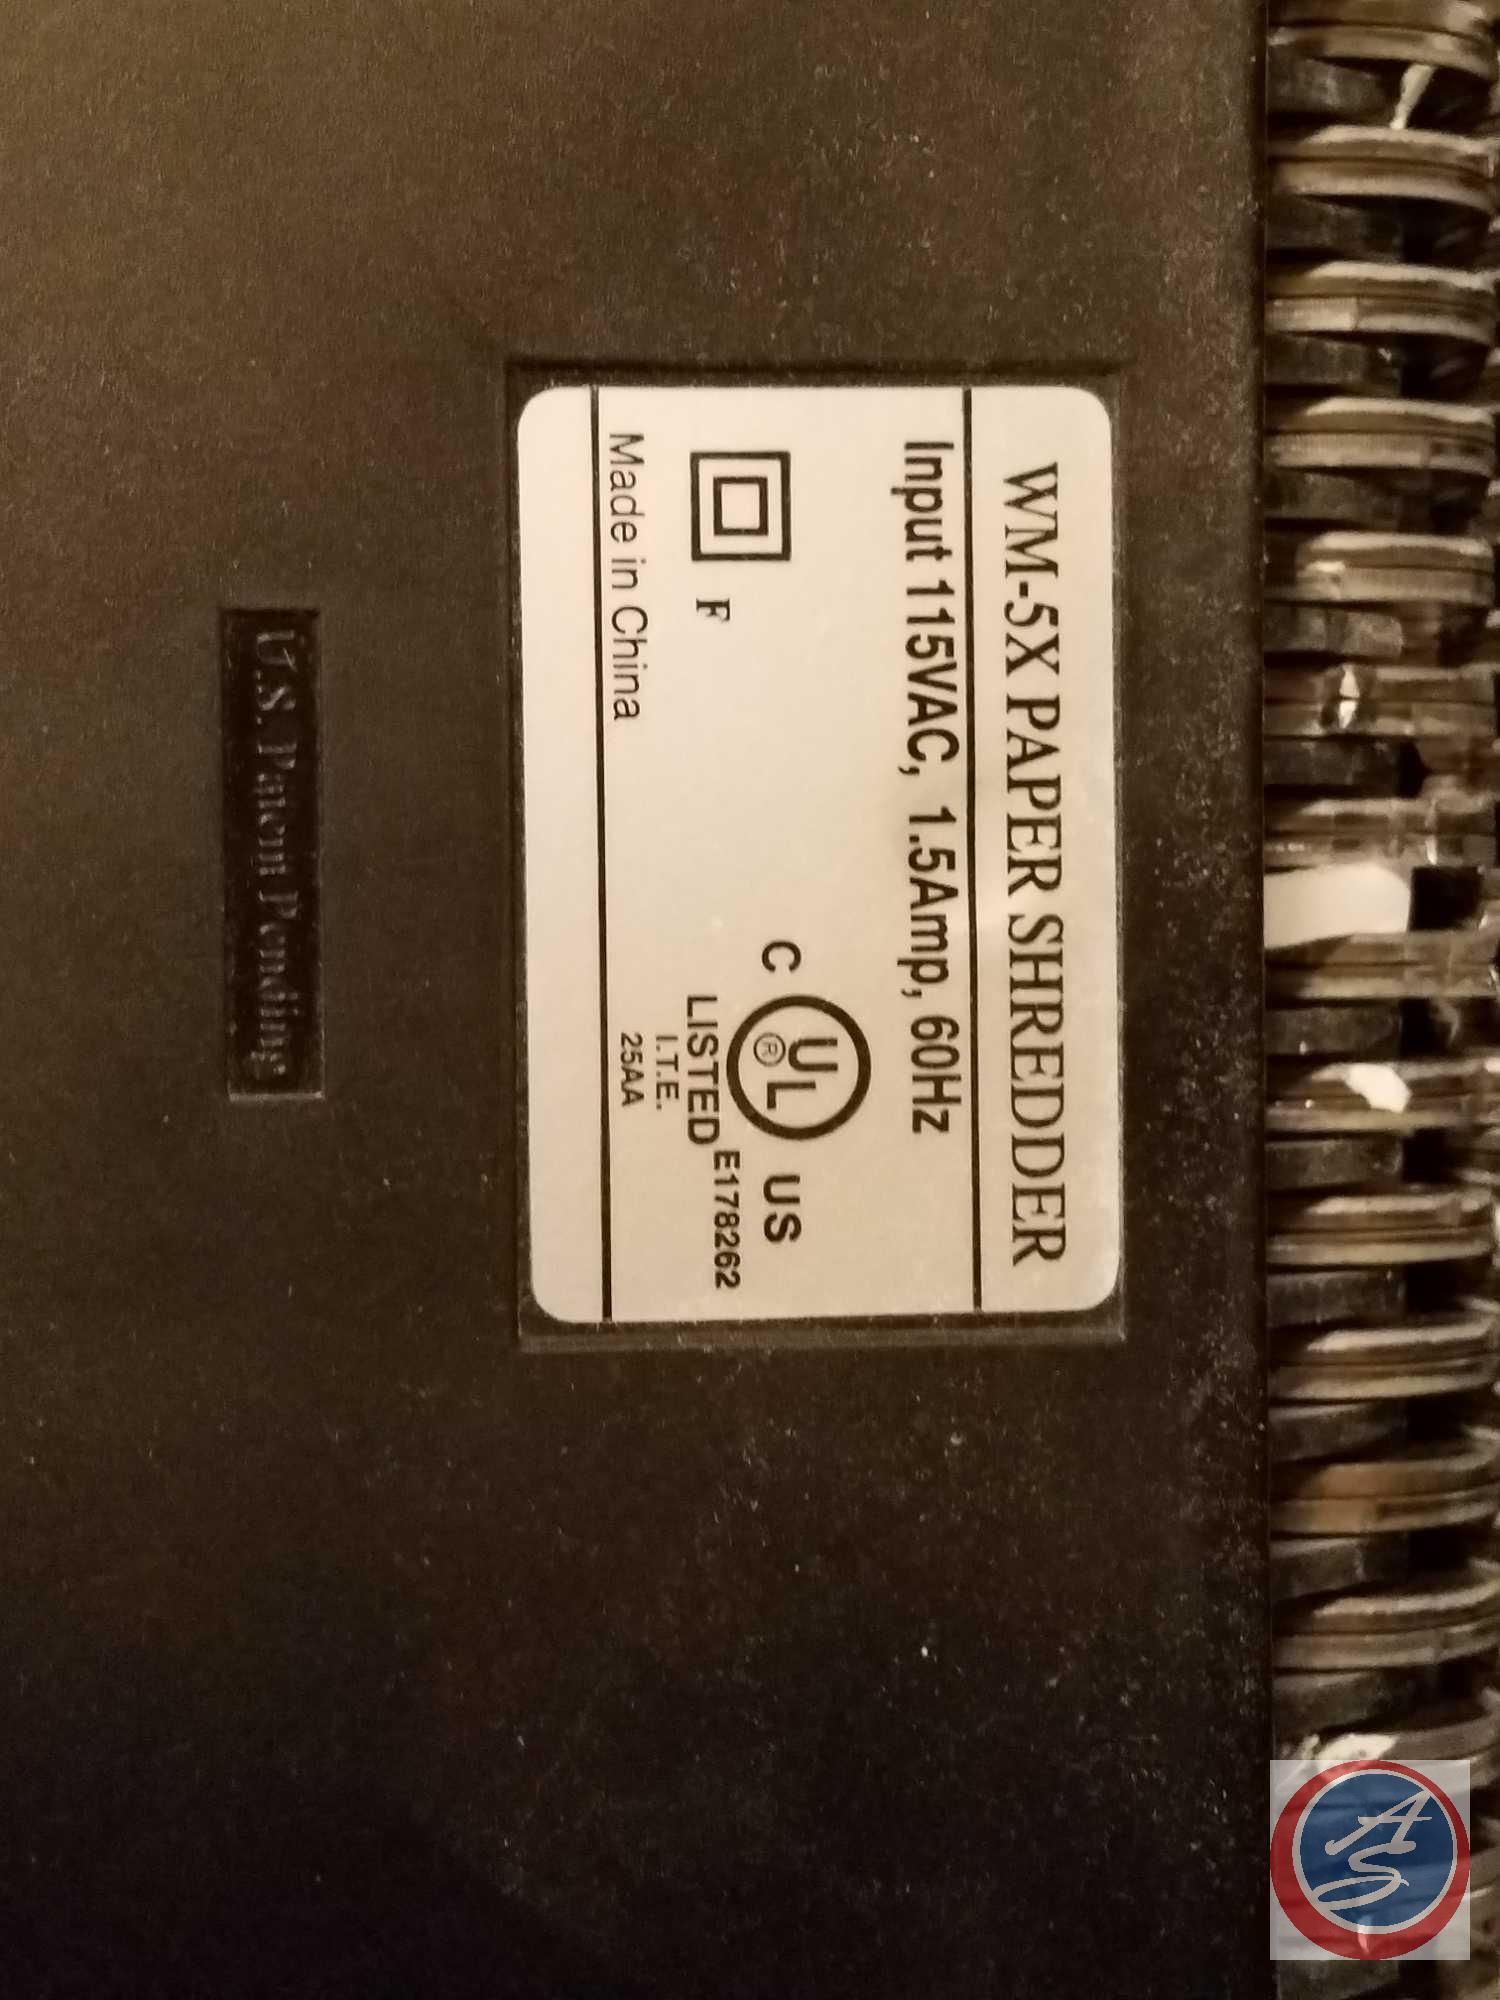 WM-5X PAPER SHREDDER
Input 115VAC, 1.5Amp, 60Hz
C UL® US
F
LISTED E178262
I.T.E.
25AA
Made in China
U.S. Patent Pending
AS